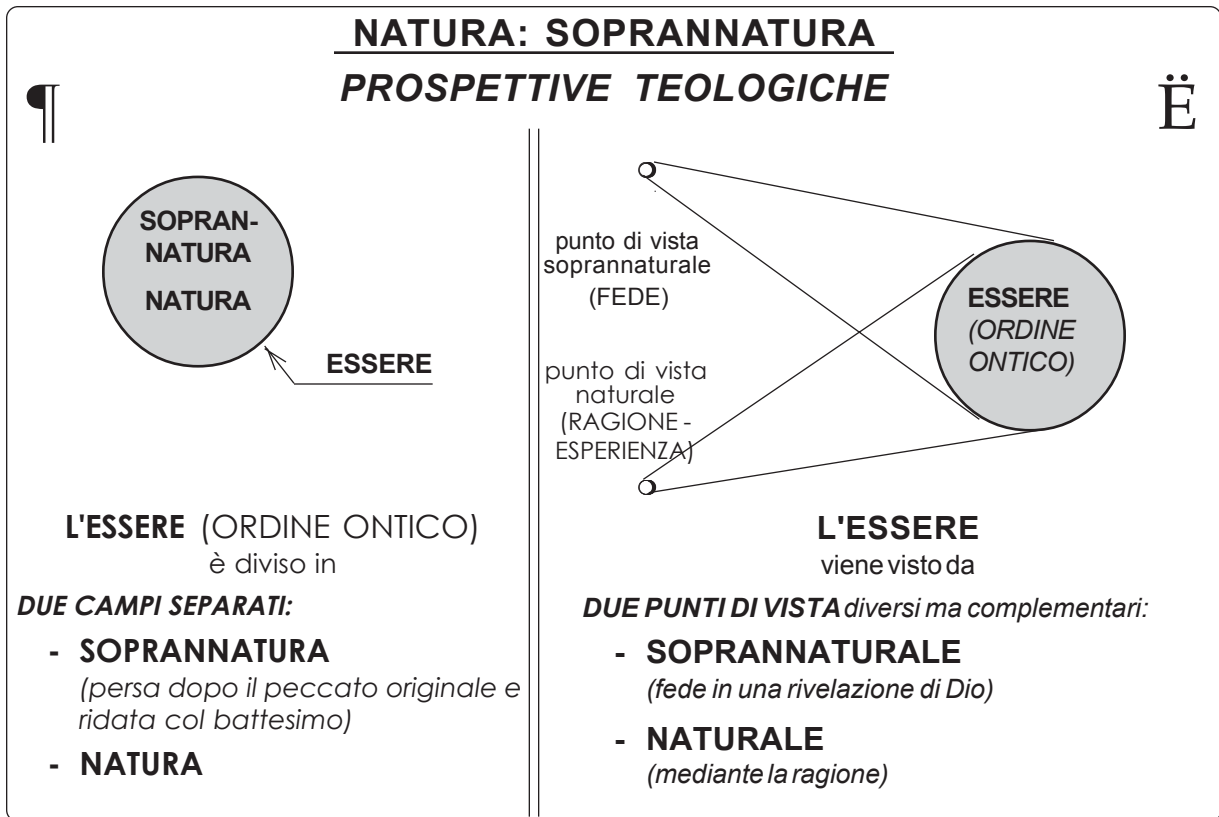 NATURA: SOPRANNATURA
PROSPETTIVE TEOLOGICHE
¶
Ë
SOPRAN-
NATURA
NATURA
ESSERE
L'ESSERE (ORDINE ONTICO)
è diviso in
DUE CAMPI SEPARATI:
- SOPRANNATURA
(persa dopo il peccato originale e
ridata col battesimo)
- NATURA
punto di vista
soprannaturale
(FEDE)
punto di vista
naturale
(RAGIONE -
ESPERIENZA)
ESSERE
(ORDINE
ONTICO)
L'ESSERE
viene visto da
DUE PUNTI DI VISTA diversi ma complementari:
- SOPRANNATURALE
(fede in una rivelazione di Dio)
- NATURALE
(mediante la ragione)